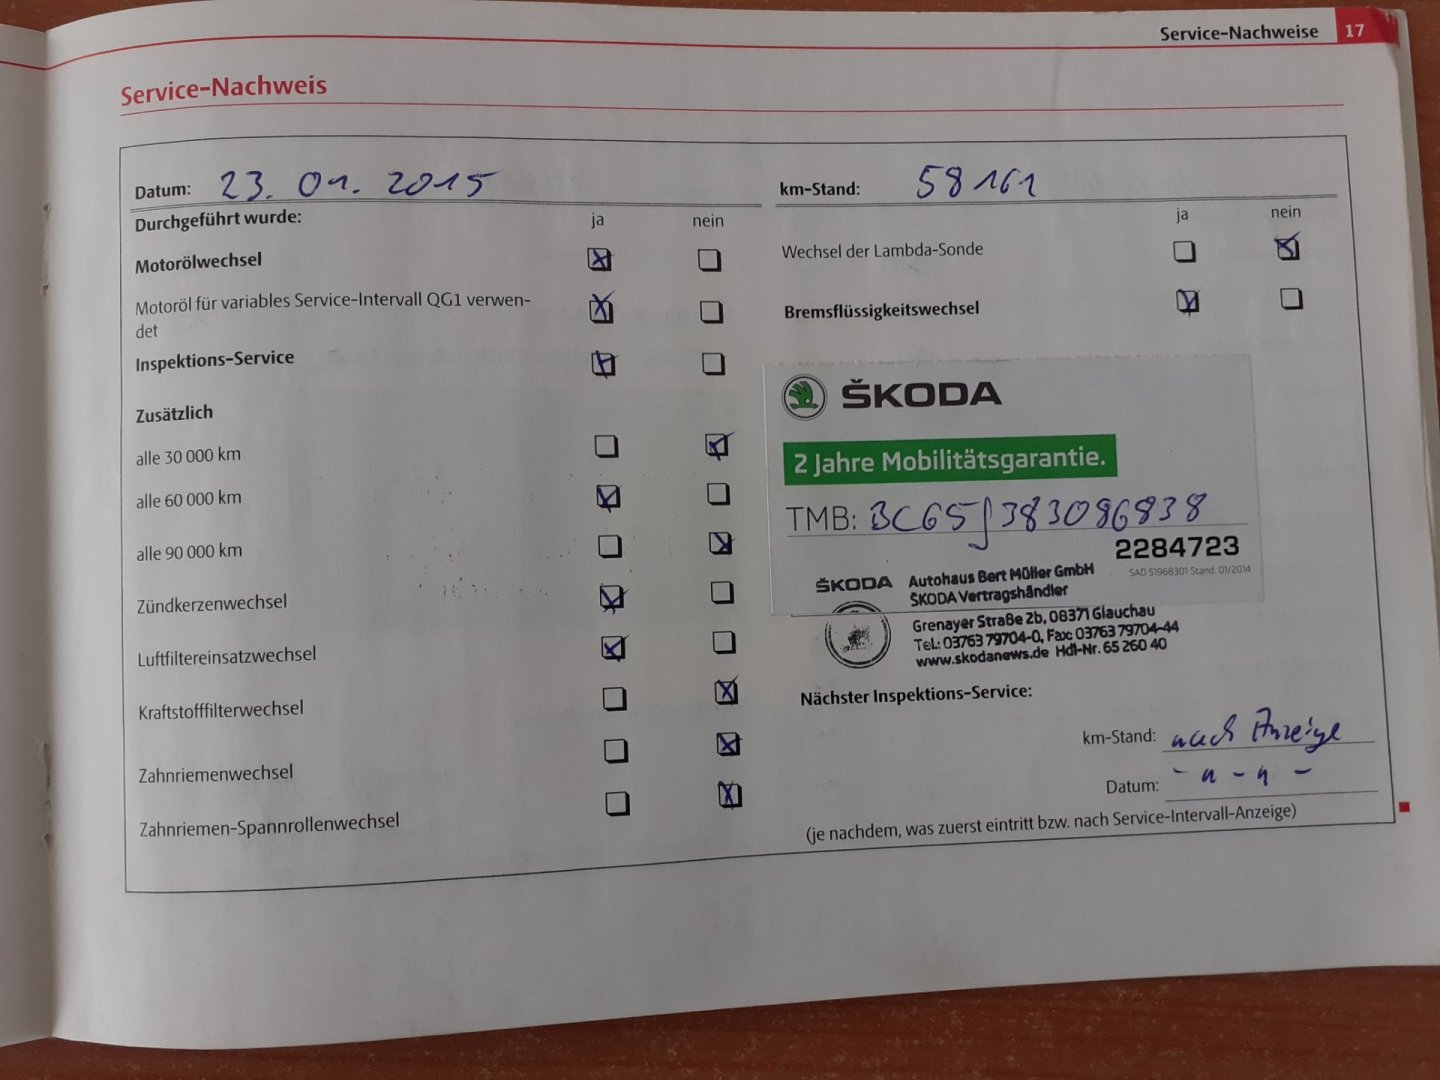 Service-Nachweise 17
Service-Nachweis
Datum: 23. 01. 2015
km-Stand: 58161
Durchgeführt wurde: ja nein
Motorölwechsel
Motoröl für variables Service-Intervall QG1 verwen-
det
Inspektions-Service
Zusätzlich
alle 30 000 km
alle 60 000 km
alle 90 000 km
Zündkerzenwechsel
Luftfiltereinsatzwechsel
Kraftstofffilterwechsel
Zahnriemenwechsel
Zahnriemen-Spannrollenwechsel
ja nein
Wechsel der Lambda-Sonde
Bremsflüssigkeitswechsel
ŠKODA
2 Jahre Mobilitätsgarantie.
TMB: BC65J383086838
2284723
SAD 51968301 Stand: 01/2014
ŠKODA Autohaus Bert Müller GmbH
ŠKODA Vertragshändler
Grenayer Straße 2b, 08371 Glauchau
Tel.: 03763 79704-0, Fax: 03763 79704-44
www.skodanews.de Hdl-Nr. 65 260 40
Nächster Inspektions-Service:
km-Stand: nach Anzeige
Datum: - " - " -
(je nachdem, was zuerst eintritt bzw. nach Service-Intervall-Anzeige)